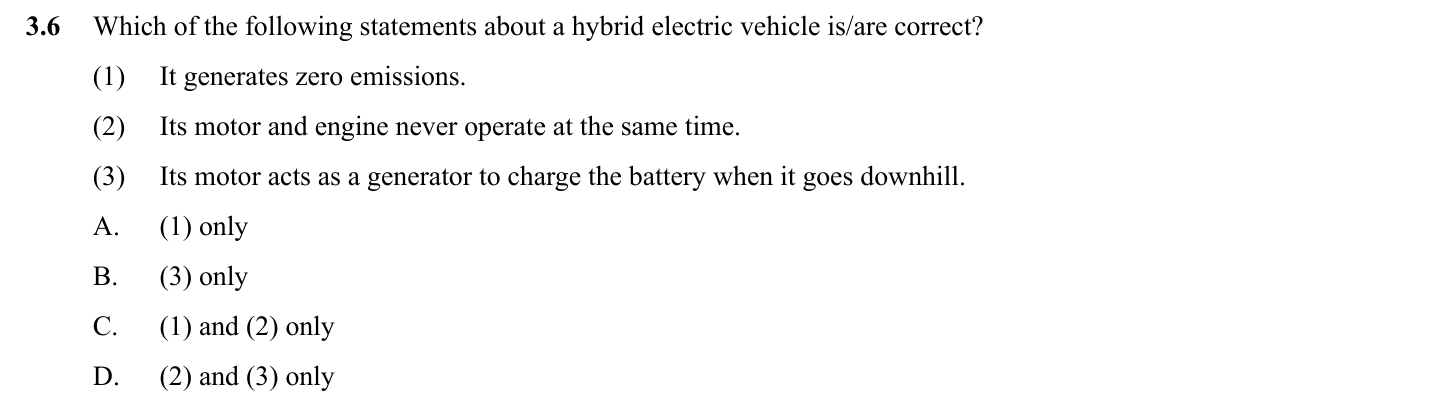 3.6 Which of the following statements about a hybrid electric vehicle is/are correct?
(1) It generates zero emissions.
(2) Its motor and engine never operate at the same time.
(3) Its motor acts as a generator to charge the battery when it goes downhill.
A. (1) only
B. (3) only
C. (1) and (2) only
D. (2) and (3) only